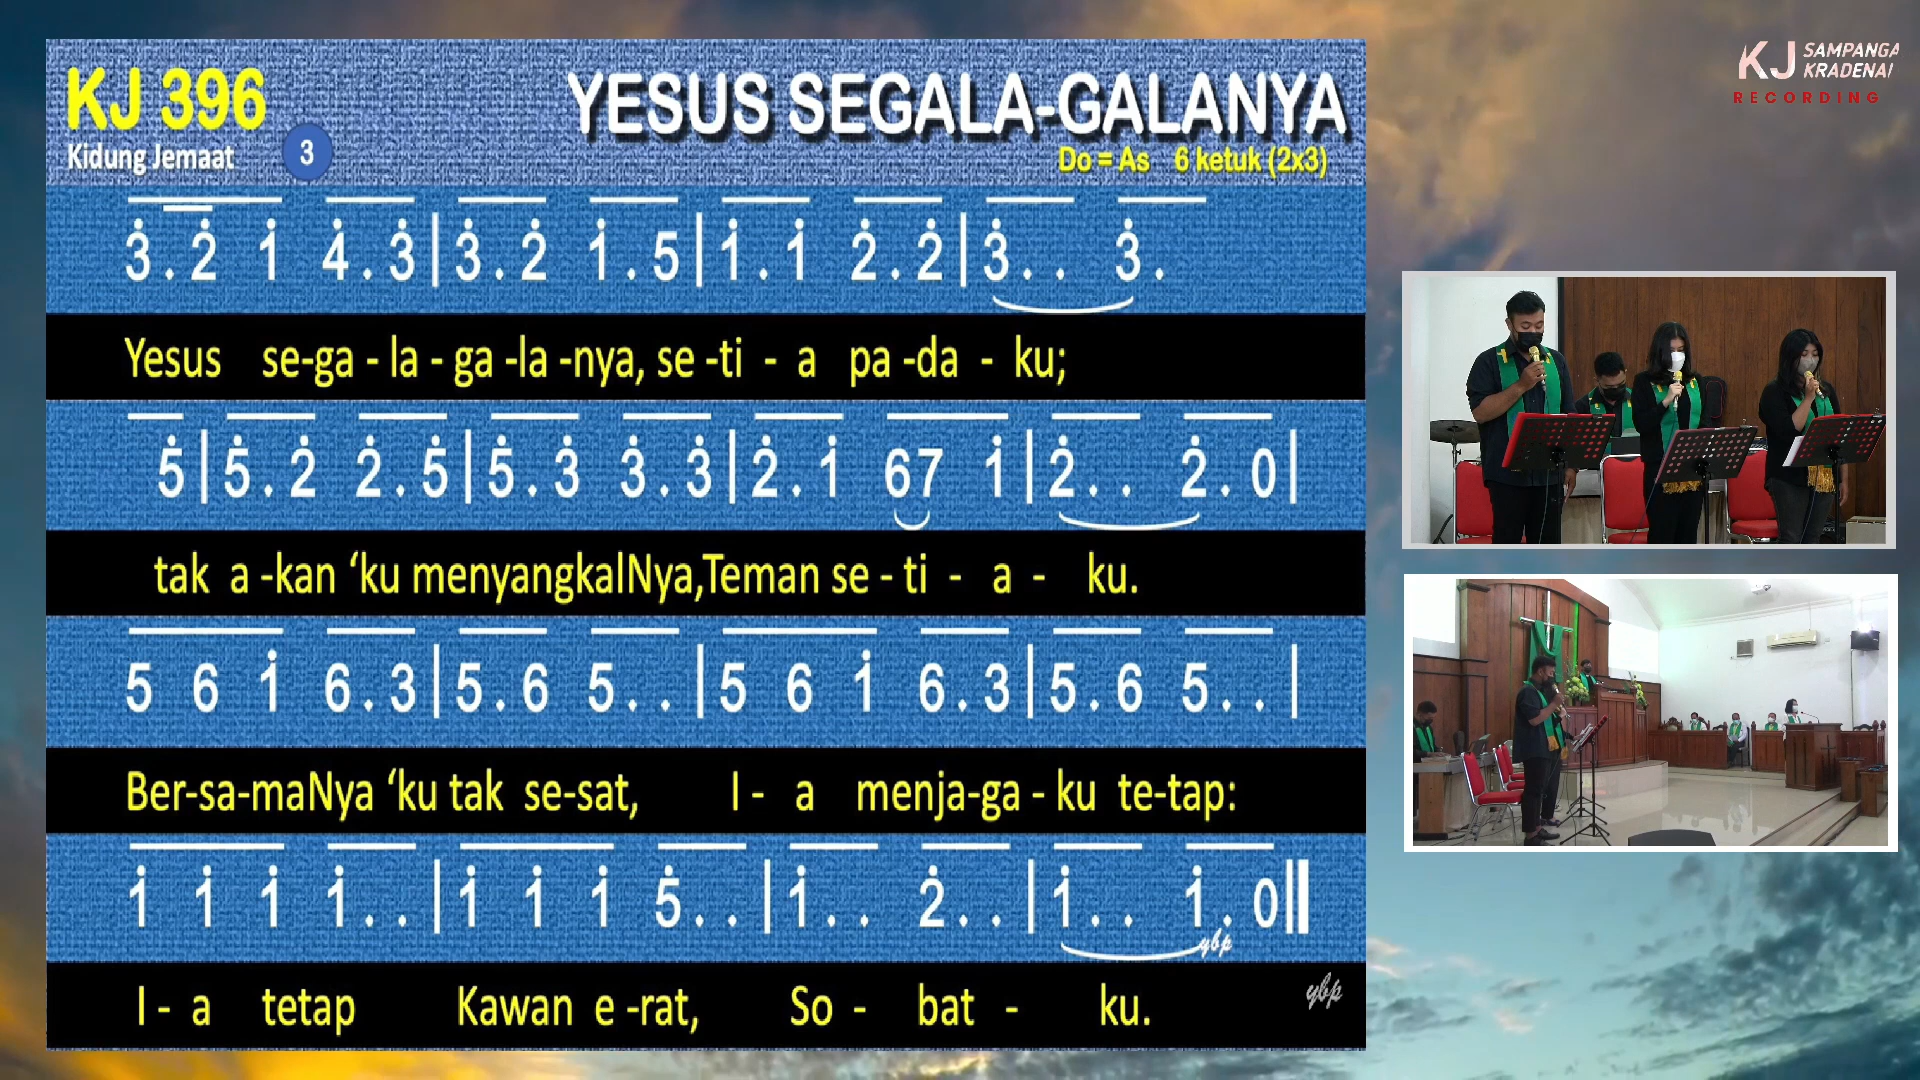 KJ 396
YESUS SEGALA-GALANYA
Kidung Jemaat
3
Do = As 6 ketuk (2x3)
3̇ . 2̇ 1̇ 4̇ . 3̇ | 3̇ . 2̇ 1̇ . 5 | 1̇ . 1̇ 2̇ . 2̇ | 3̇ . . 3̇ .
Yesus se-ga - la - ga -la -nya, se -ti - a pa -da - ku;
5̇ | 5̇ . 2̇ 2̇ . 5̇ | 5̇ . 3̇ 3̇ . 3̇ | 2̇ . 1̇ 67 1̇ | 2̇ . . 2̇ . 0 |
tak a -kan ‘ku menyangkalNya,Teman se - ti - a - ku.
5 6 1̇ 6 . 3 | 5 . 6 5 . . | 5 6 1̇ 6 . 3 | 5 . 6 5 . . |
Ber-sa-maNya ‘ku tak se-sat, I - a menja-ga - ku te-tap:
1̇ 1̇ 1̇ 1̇ . . | 1̇ 1̇ 1̇ 5̇ . . | 1̇ . . 2̇ . . | 1̇ . . 1̇ . 0 ||
ybp
I - a tetap Kawan e -rat, So - bat - ku.
ybp
KJ SAMPANGAN
KRADENAN
RECORDING